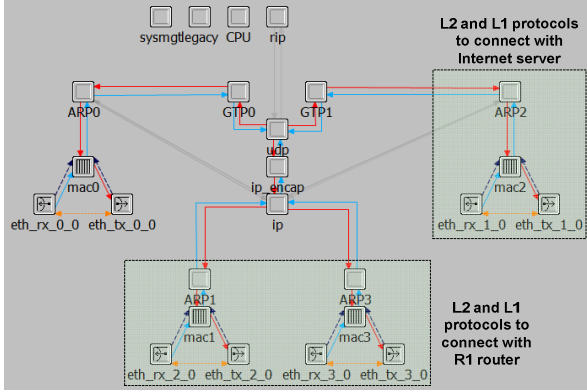 L2 and L1 protocols
to connect with
Internet server
sysmgt legacy CPU rip
ARP0 GTP0 GTP1 ARP2
udp
ip_encap
mac0 mac2
ip
eth_rx_0_0 eth_tx_0_0 eth_rx_1_0 eth_tx_1_0
ARP1 ARP3
L2 and L1
protocols to
connect with
R1 router
mac1 mac3
eth_rx_2_0 eth_tx_2_0 eth_rx_3_0 eth_tx_3_0